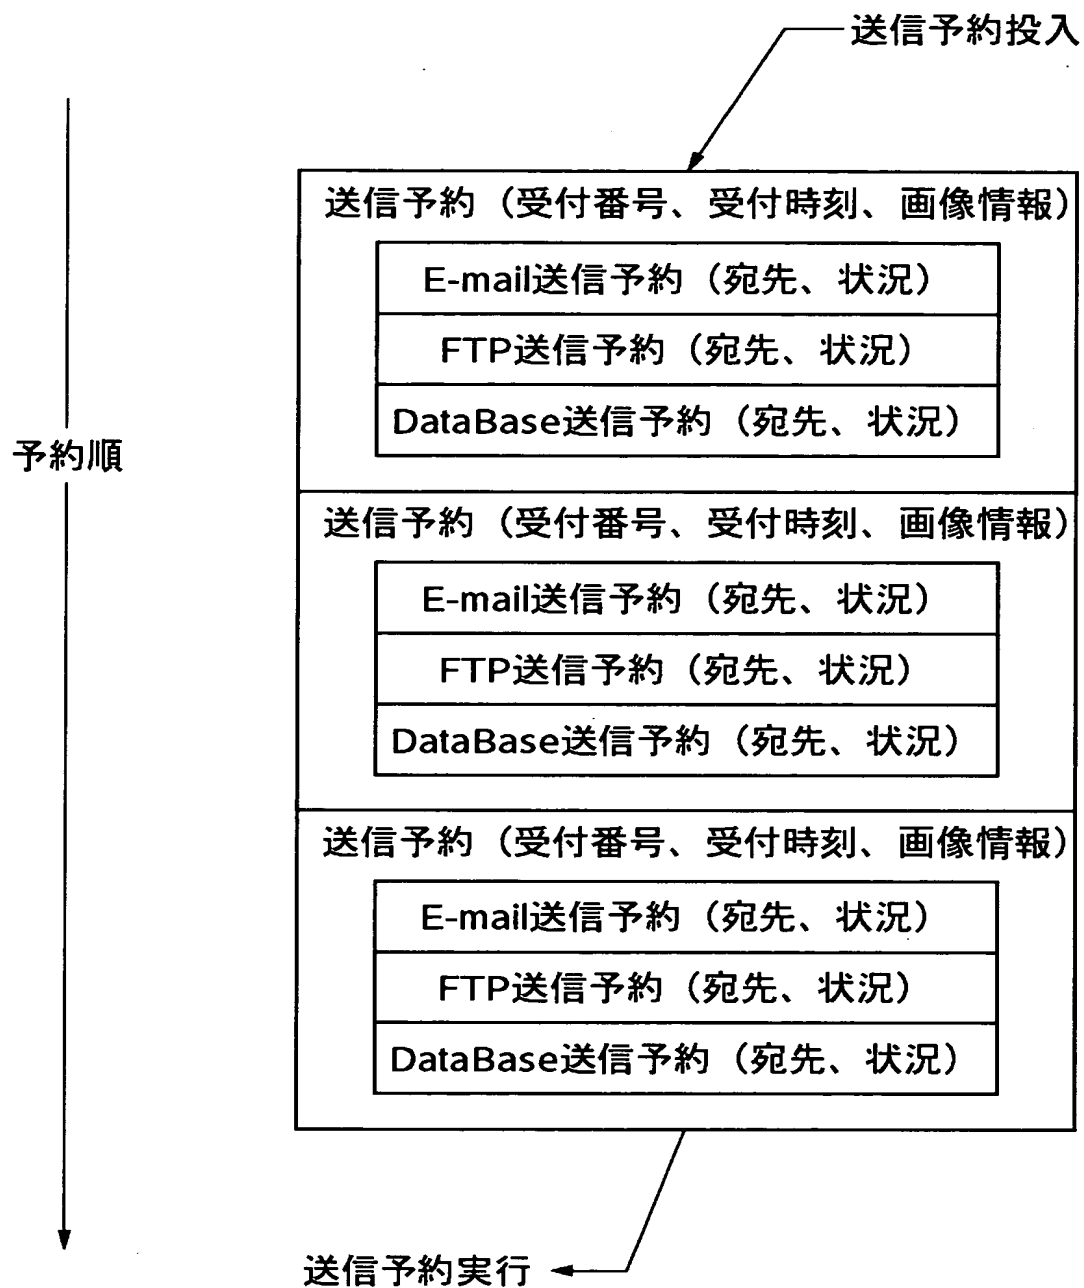 送信予約投入
送信予約（受付番号、受付時刻、画像情報）
E-mail送信予約（宛先、状況）
FTP送信予約（宛先、状況）
DataBase送信予約（宛先、状況）
予約順
送信予約（受付番号、受付時刻、画像情報）
E-mail送信予約（宛先、状況）
FTP送信予約（宛先、状況）
DataBase送信予約（宛先、状況）
送信予約（受付番号、受付時刻、画像情報）
E-mail送信予約（宛先、状況）
FTP送信予約（宛先、状況）
DataBase送信予約（宛先、状況）
送信予約実行